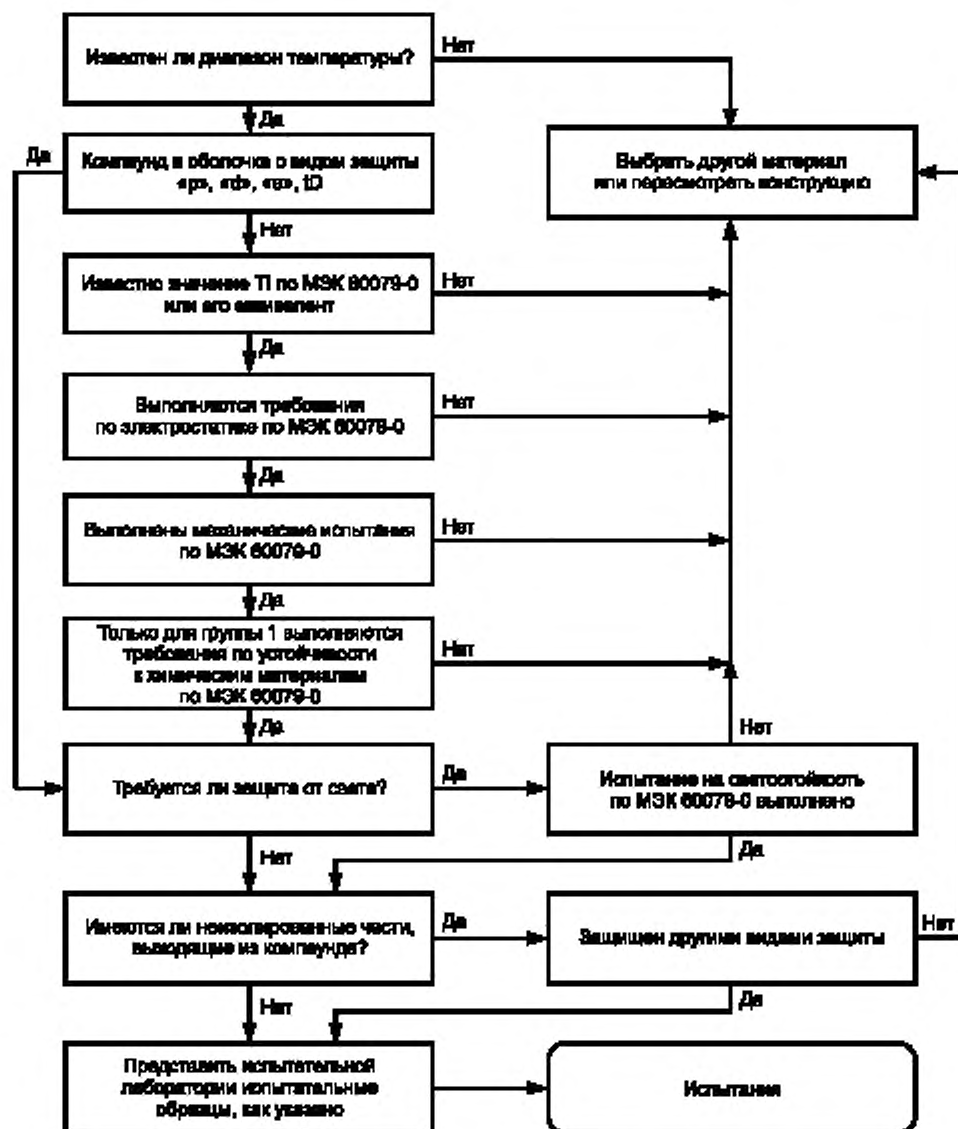 Известен ли диапазон температуры?
Нет
Да
Да
Компаунд в оболочке с видом защиты
«p», «d», «e», tD
Выбрать другой материал
или пересмотреть конструкцию
Нет
Известно значение TI по МЭК 60079-0
или его эквивалент
Нет
Да
Выполняются требования
по электростатике по МЭК 60079-0
Нет
Да
Выполнены механические испытания
по МЭК 60079-0
Нет
Да
Только для группы 1 выполняются
требования по устойчивости
к химическим материалам
по МЭК 60079-0
Нет
Да
Нет
Требуется ли защита от света?
Да
Испытание на светостойкость
по МЭК 60079-0 выполнено
Нет
Да
Имеются ли неизолированные части,
выходящие из компаунда?
Да
Защищен другими видами защиты
Нет
Нет
Да
Представить испытательной
лаборатории испытательные
образцы, как указано
Испытания